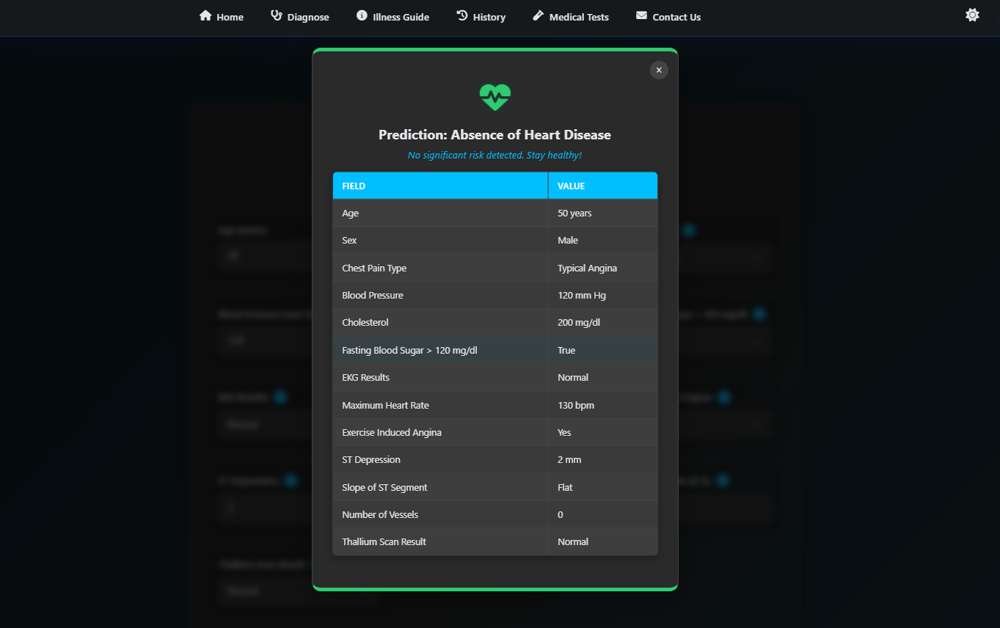 Home Diagnose Illness Guide History Medical Tests Contact Us
×
Prediction: Absence of Heart Disease
No significant risk detected. Stay healthy!
FIELD VALUE
Age 50 years
Sex Male
Chest Pain Type Typical Angina
Blood Pressure 120 mm Hg
Cholesterol 200 mg/dl
Fasting Blood Sugar > 120 mg/dl True
EKG Results Normal
Maximum Heart Rate 130 bpm
Exercise Induced Angina Yes
ST Depression 2 mm
Slope of ST Segment Flat
Number of Vessels 0
Thallium Scan Result Normal